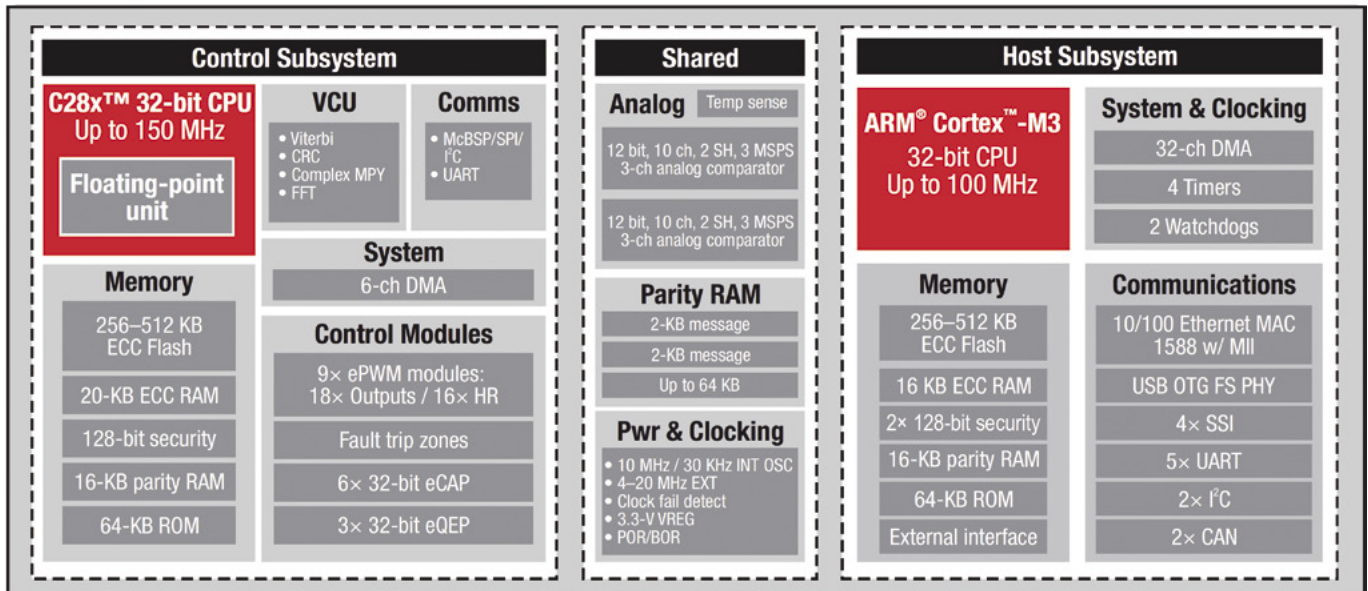 Control Subsystem
C28x™ 32-bit CPU
Up to 150 MHz
Floating-point
unit
VCU
• Viterbi
• CRC
• Complex MPY
• FFT
Comms
• McBSP/SPI/
I²C
• UART
System
6-ch DMA
Memory
256–512 KB
ECC Flash
20-KB ECC RAM
128-bit security
16-KB parity RAM
64-KB ROM
Control Modules
9× ePWM modules:
18× Outputs / 16× HR
Fault trip zones
6× 32-bit eCAP
3× 32-bit eQEP
Shared
Analog
Temp sense
12 bit, 10 ch, 2 SH, 3 MSPS
3-ch analog comparator
12 bit, 10 ch, 2 SH, 3 MSPS
3-ch analog comparator
Parity RAM
2-KB message
2-KB message
Up to 64 KB
Pwr & Clocking
• 10 MHz / 30 KHz INT OSC
• 4–20 MHz EXT
• Clock fail detect
• 3.3-V VREG
• POR/BOR
Host Subsystem
ARM® Cortex™-M3
32-bit CPU
Up to 100 MHz
System & Clocking
32-ch DMA
4 Timers
2 Watchdogs
Memory
256–512 KB
ECC Flash
16 KB ECC RAM
2× 128-bit security
16-KB parity RAM
64-KB ROM
External interface
Communications
10/100 Ethernet MAC
1588 w/ MII
USB OTG FS PHY
4× SSI
5× UART
2× I²C
2× CAN